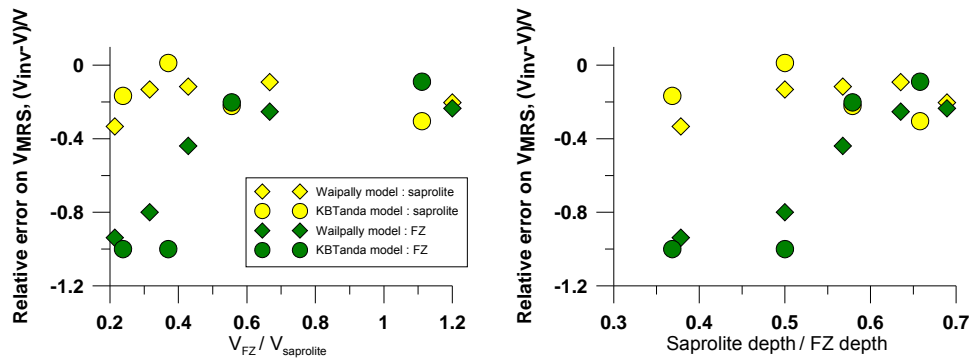 Relative error on VMRS, (Vinv-V)/V
0
-0.4
-0.8
-1.2
0.2 0.4 0.6 0.8 1 1.2
VFZ / Vsaprolite
Waipally model : saprolite
KBTanda model : saprolite
Wailpally model : FZ
KBTanda model : FZ
Relative error on VMRS, (Vinv-V)/V
0
-0.4
-0.8
-1.2
0.3 0.4 0.5 0.6 0.7
Saprolite depth / FZ depth